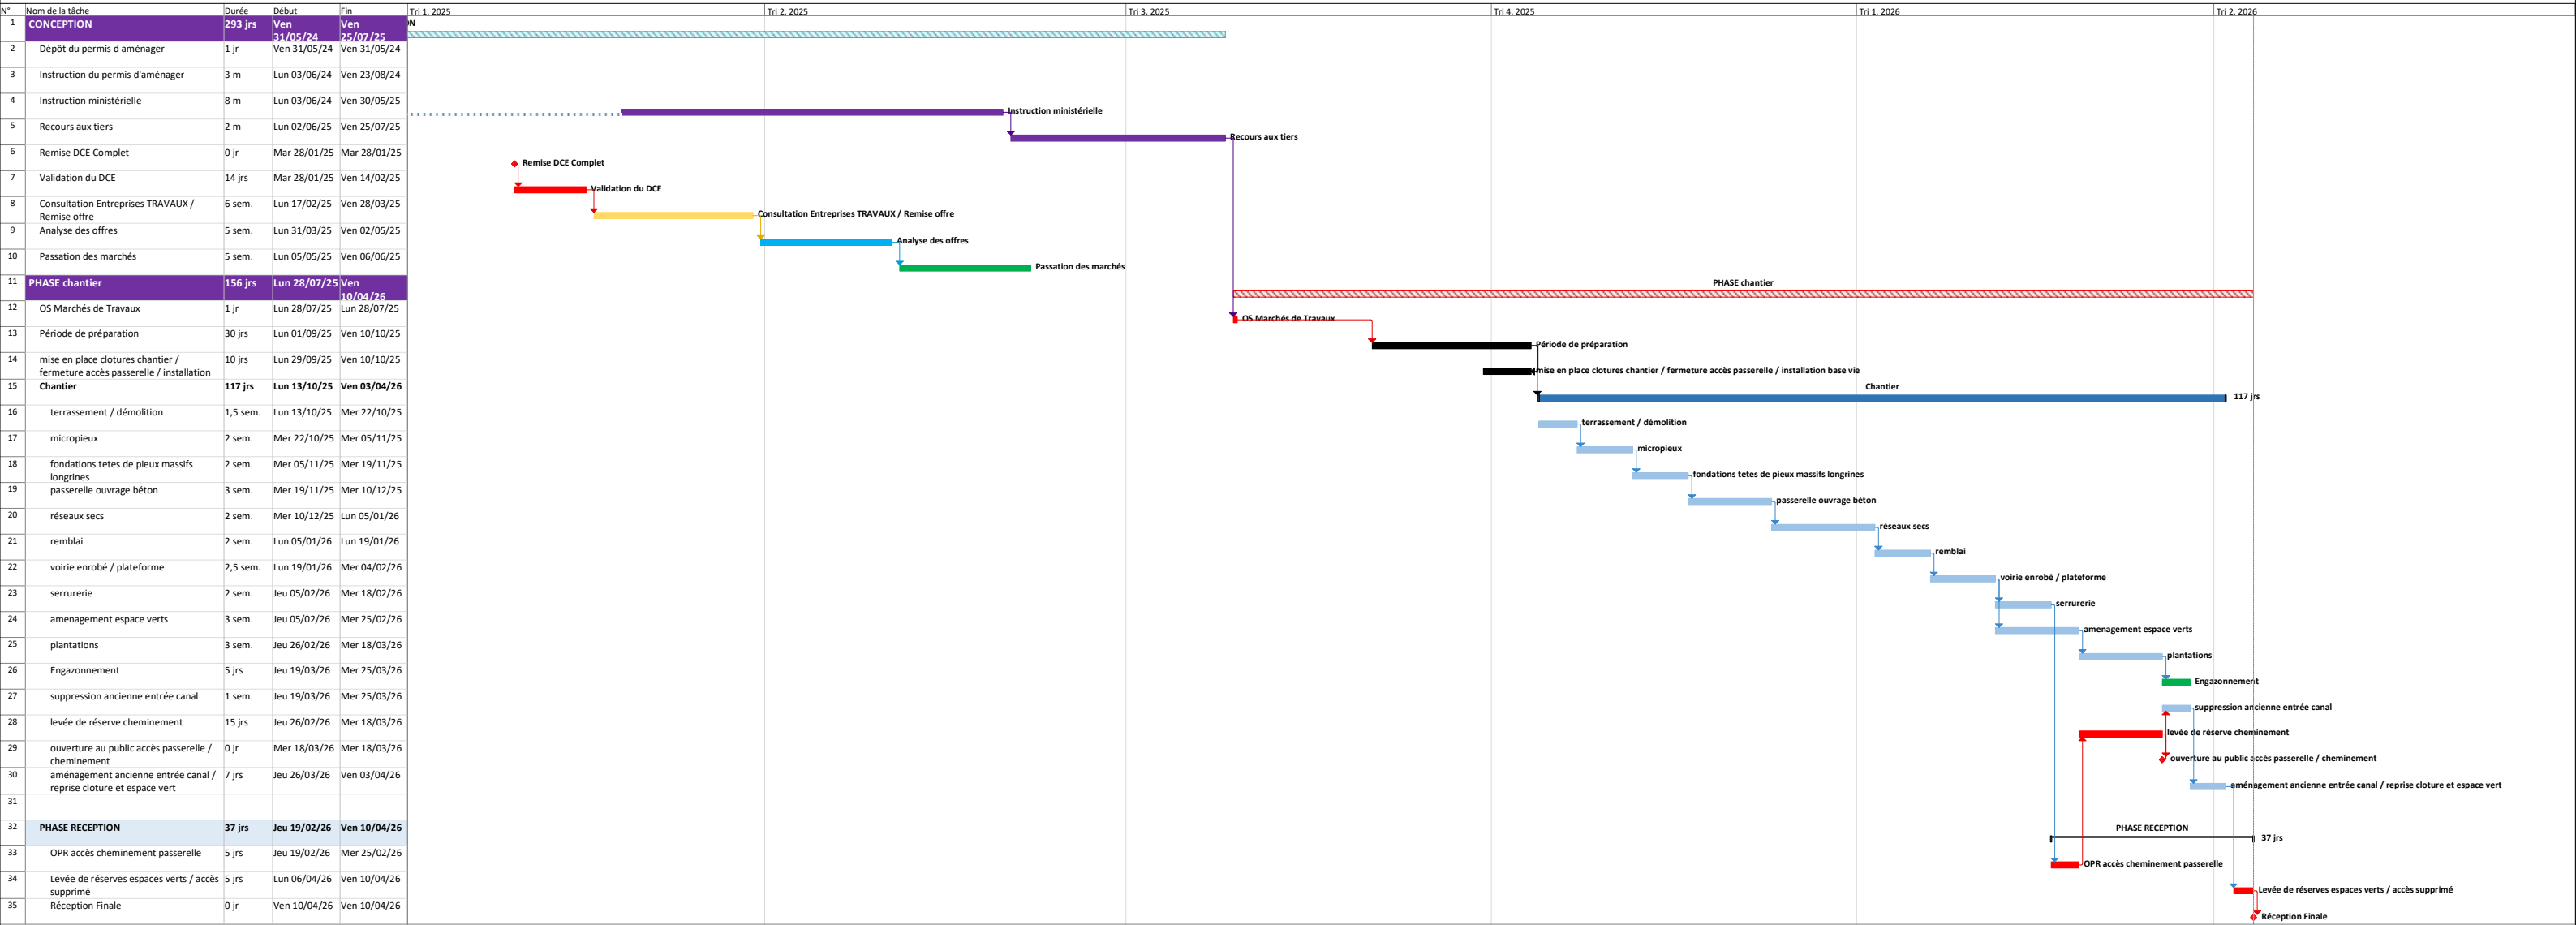 N° Nom de la tâche Durée Début Fin Tri 1, 2025 Tri 2, 2025 Tri 3, 2025 Tri 4, 2025 Tri 1, 2026 Tri 2, 2026
1 CONCEPTION 293 jrs Ven 31/05/24 Ven 25/07/25 N
2 Dépôt du permis d aménager 1 jr Ven 31/05/24 Ven 31/05/24
3 Instruction du permis d'aménager 3 m Lun 03/06/24 Ven 23/08/24
4 Instruction ministérielle 8 m Lun 03/06/24 Ven 30/05/25 Instruction ministérielle
5 Recours aux tiers 2 m Lun 02/06/25 Ven 25/07/25 Recours aux tiers
6 Remise DCE Complet 0 jr Mar 28/01/25 Mar 28/01/25 Remise DCE Complet
7 Validation du DCE 14 jrs Mar 28/01/25 Ven 14/02/25 Validation du DCE
8 Consultation Entreprises TRAVAUX / Remise offre 6 sem. Lun 17/02/25 Ven 28/03/25 Consultation Entreprises TRAVAUX / Remise offre
9 Analyse des offres 5 sem. Lun 31/03/25 Ven 02/05/25 Analyse des offres
10 Passation des marchés 5 sem. Lun 05/05/25 Ven 06/06/25 Passation des marchés
11 PHASE chantier 156 jrs Lun 28/07/25 Ven 10/04/26 PHASE chantier
12 OS Marchés de Travaux 1 jr Lun 28/07/25 Lun 28/07/25 OS Marchés de Travaux
13 Période de préparation 30 jrs Lun 01/09/25 Ven 10/10/25 Période de préparation
14 mise en place clotures chantier / fermeture accès passerelle / installation 10 jrs Lun 29/09/25 Ven 10/10/25 mise en place clotures chantier / fermeture accès passerelle / installation base vie
15 Chantier 117 jrs Lun 13/10/25 Ven 03/04/26 Chantier 117 jrs
16 terrassement / démolition 1,5 sem. Lun 13/10/25 Mer 22/10/25 terrassement / démolition
17 micropieux 2 sem. Mer 22/10/25 Mer 05/11/25 micropieux
18 fondations tetes de pieux massifs longrines 2 sem. Mer 05/11/25 Mer 19/11/25 fondations tetes de pieux massifs longrines
19 passerelle ouvrage béton 3 sem. Mer 19/11/25 Mer 10/12/25 passerelle ouvrage béton
20 réseaux secs 2 sem. Mer 10/12/25 Lun 05/01/26 réseaux secs
21 remblai 2 sem. Lun 05/01/26 Lun 19/01/26 remblai
22 voirie enrobé / plateforme 2,5 sem. Lun 19/01/26 Mer 04/02/26 voirie enrobé / plateforme
23 serrurerie 2 sem. Jeu 05/02/26 Mer 18/02/26 serrurerie
24 amenagement espace verts 3 sem. Jeu 05/02/26 Mer 25/02/26 amenagement espace verts
25 plantations 3 sem. Jeu 26/02/26 Mer 18/03/26 plantations
26 Engazonnement 5 jrs Jeu 19/03/26 Mer 25/03/26 Engazonnement
27 suppression ancienne entrée canal 1 sem. Jeu 19/03/26 Mer 25/03/26 suppression ancienne entrée canal
28 levée de réserve cheminement 15 jrs Jeu 26/02/26 Mer 18/03/26 levée de réserve cheminement
29 ouverture au public accès passerelle / cheminement 0 jr Mer 18/03/26 Mer 18/03/26 ouverture au public accès passerelle / cheminement
30 aménagement ancienne entrée canal / reprise cloture et espace vert 7 jrs Jeu 26/03/26 Ven 03/04/26 aménagement ancienne entrée canal / reprise cloture et espace vert
31
32 PHASE RECEPTION 37 jrs Jeu 19/02/26 Ven 10/04/26 PHASE RECEPTION 37 jrs
33 OPR accès cheminement passerelle 5 jrs Jeu 19/02/26 Mer 25/02/26 OPR accès cheminement passerelle
34 Levée de réserves espaces verts / accès supprimé 5 jrs Lun 06/04/26 Ven 10/04/26 Levée de réserves espaces verts / accès supprimé
35 Réception Finale 0 jr Ven 10/04/26 Ven 10/04/26 Réception Finale